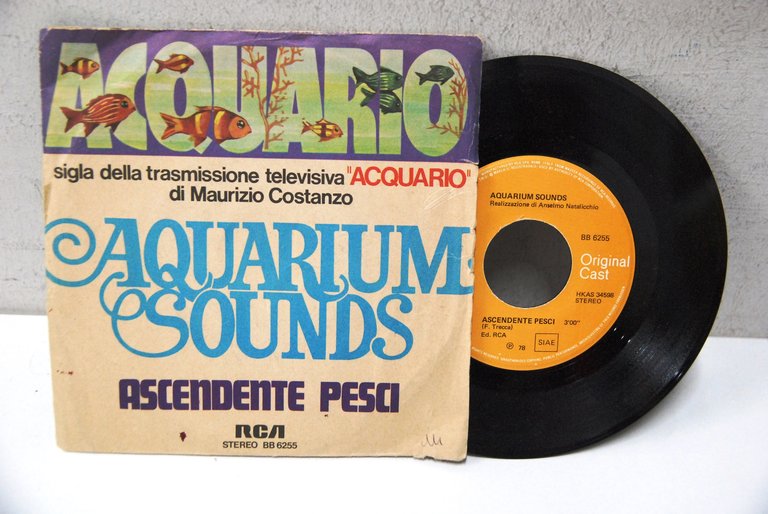 ACQUARIO
sigla della trasmissione televisiva "ACQUARIO"
di Maurizio Costanzo
AQUARIUM
SOUNDS
ASCENDENTE PESCI
RCA
STEREO BB 6255
AQUARIUM SOUNDS
Realizzazione di Anselmo Natalicchio
BB 6255
Original
Cast
HKAS 34598
STEREO
ASCENDENTE PESCI 3'00"
(F. Trecca)
Ed. RCA
℗ 78
SIAE